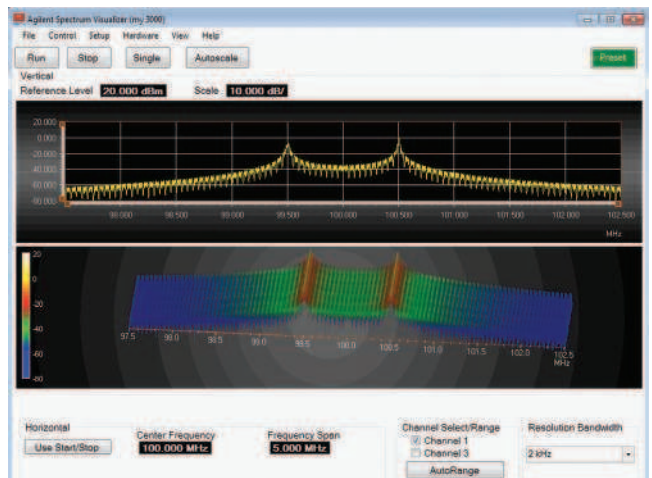 Agilent Spectrum Visualizer (my 3000)
File Control Setup Hardware View Help
Run Stop Single Autoscale Preset
Vertical
Reference Level 20.000 dBm Scale 10.000 dB/
20.000
0.000
-20.000
-40.000
-60.000
-80.000
98.000 98.500 99.000 99.500 100.000 100.500 101.000 101.500 102.000 102.500
MHz
20
0
-20
-40
-60
-80
97.5 98.0 98.5 99.0 99.5 100.0 100.5 101.0 101.5 102.0 102.5
MHz
Horizontal
Use Start/Stop
Center Frequency
100.000 MHz
Frequency Span
5.000 MHz
Channel Select/Range
Channel 1
Channel 3
AutoRange
Resolution Bandwidth
2 kHz